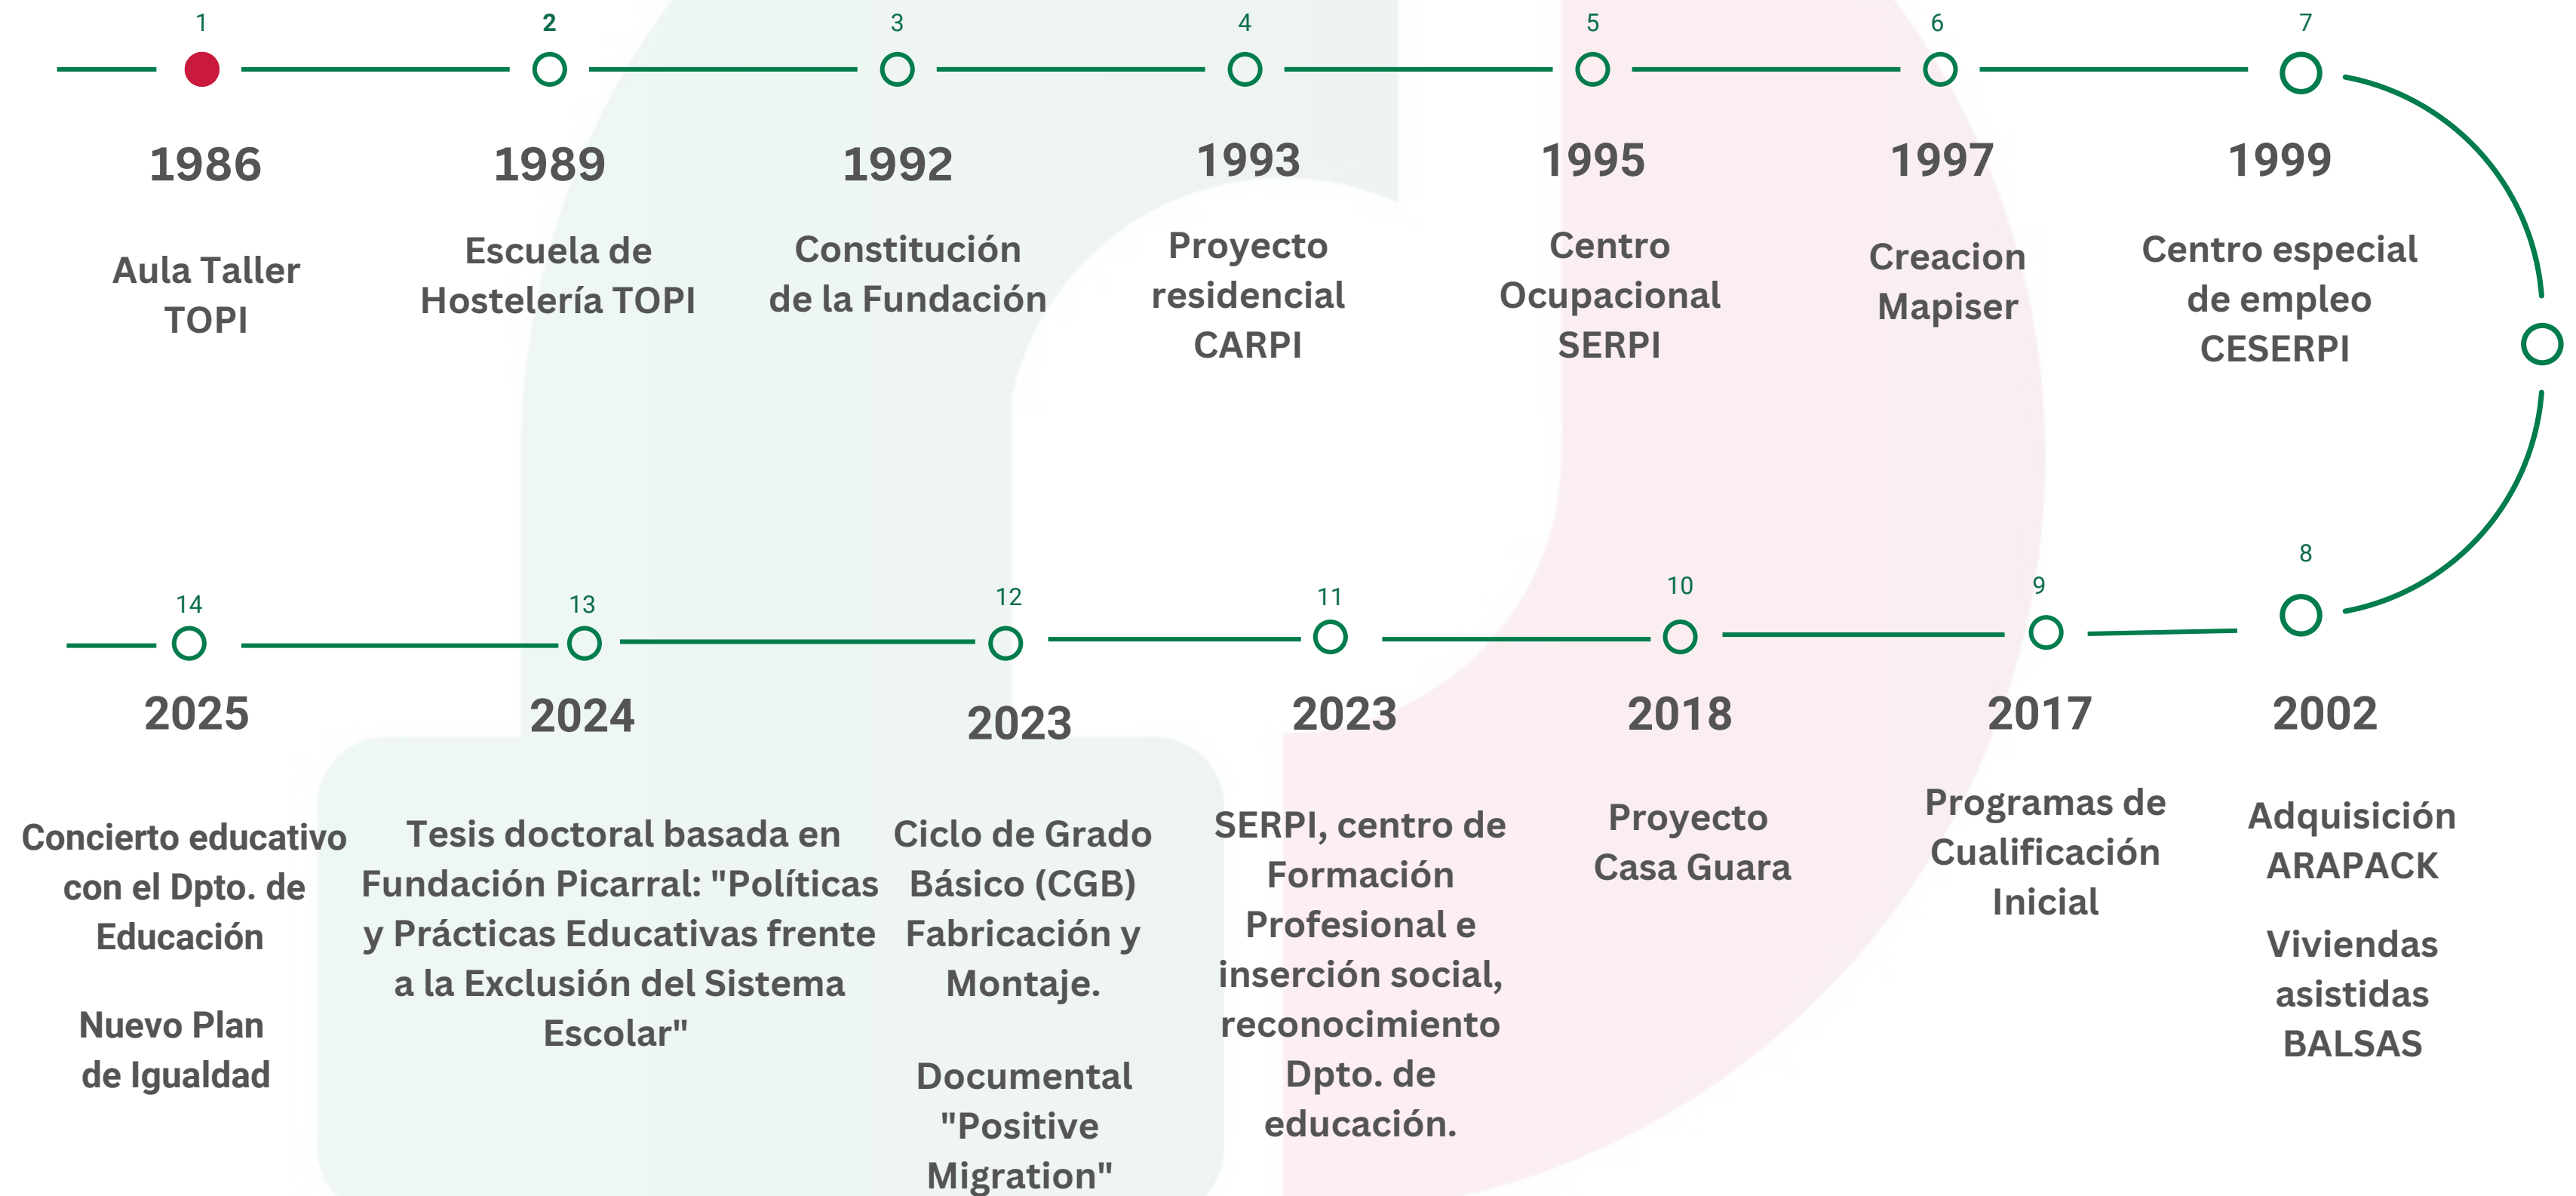 1
1986
Aula Taller
TOPI
2
1989
Escuela de
Hostelería TOPI
3
1992
Constitución
de la Fundación
4
1993
Proyecto
residencial
CARPI
5
1995
Centro
Ocupacional
SERPI
6
1997
Creacion
Mapiser
7
1999
Centro especial
de empleo
CESERPI
8
2002
Adquisición
ARAPACK
Viviendas
asistidas
BALSAS
9
2017
Programas de
Cualificación
Inicial
10
2018
Proyecto
Casa Guara
11
2023
SERPI, centro de
Formación
Profesional e
inserción social,
reconocimiento
Dpto. de
educación.
12
2023
Ciclo de Grado
Básico (CGB)
Fabricación y
Montaje.
Documental
"Positive
Migration"
13
2024
Tesis doctoral basada en
Fundación Picarral: "Políticas
y Prácticas Educativas frente
a la Exclusión del Sistema
Escolar"
14
2025
Concierto educativo
con el Dpto. de
Educación
Nuevo Plan
de Igualdad